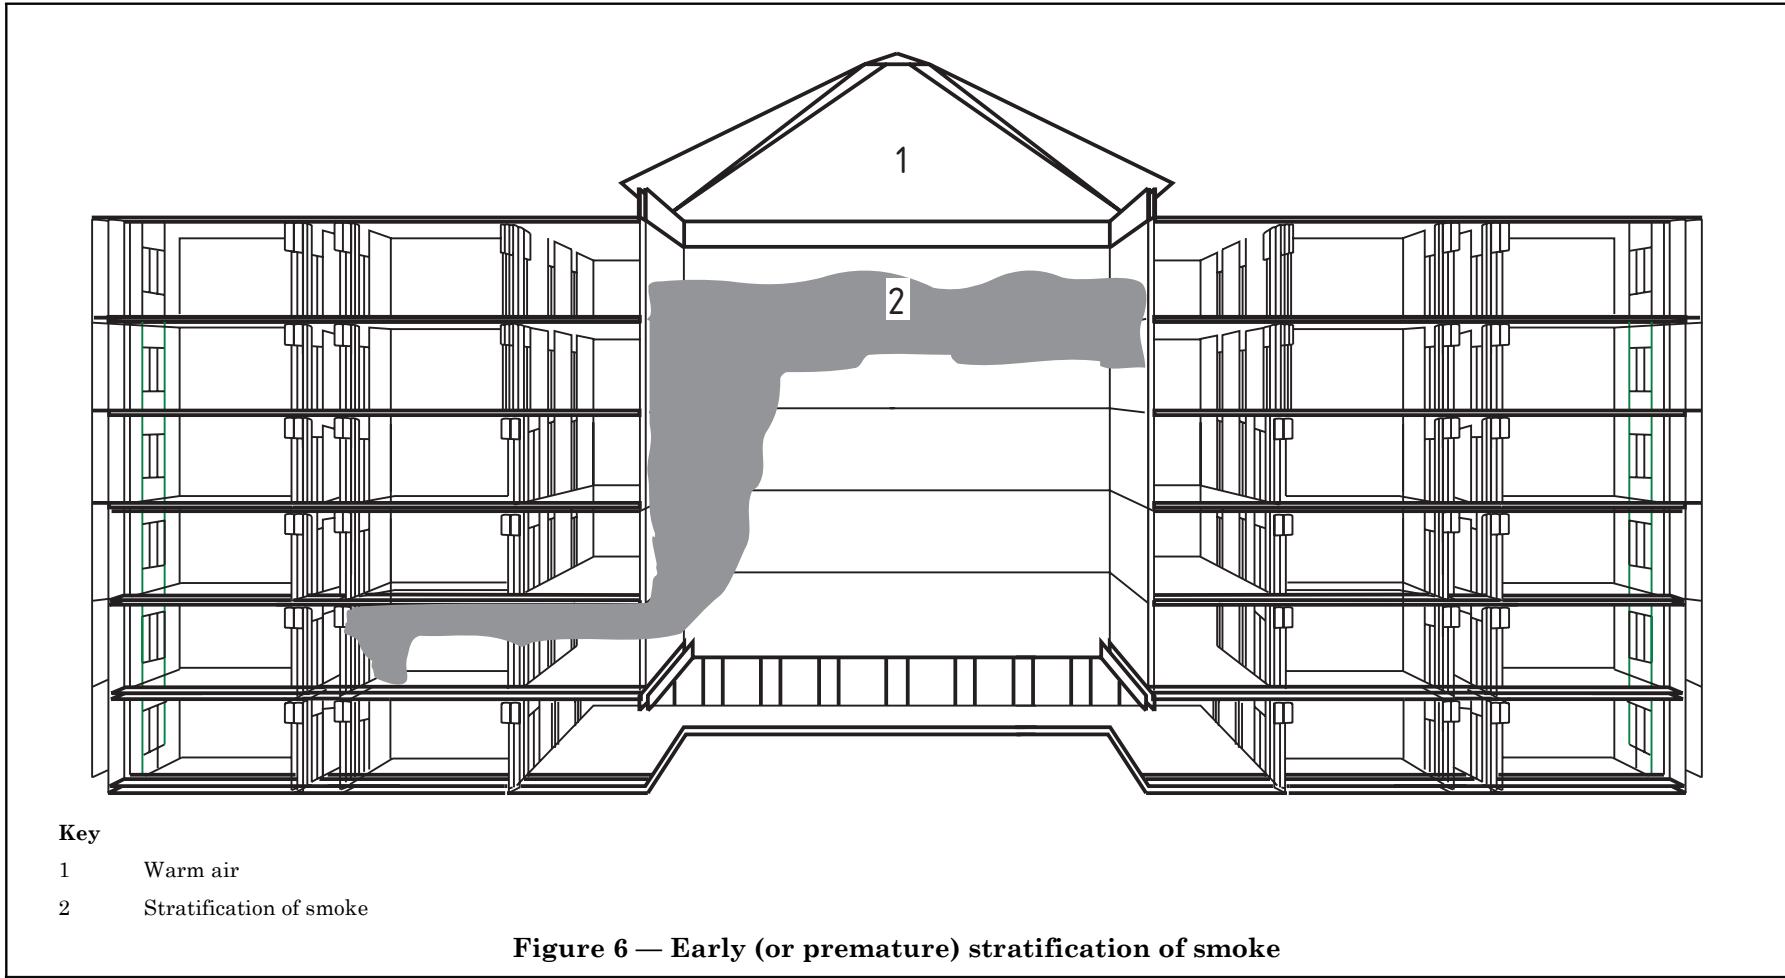 1
2
Key
1 Warm air
2 Stratification of smoke
Figure 6 — Early (or premature) stratification of smoke